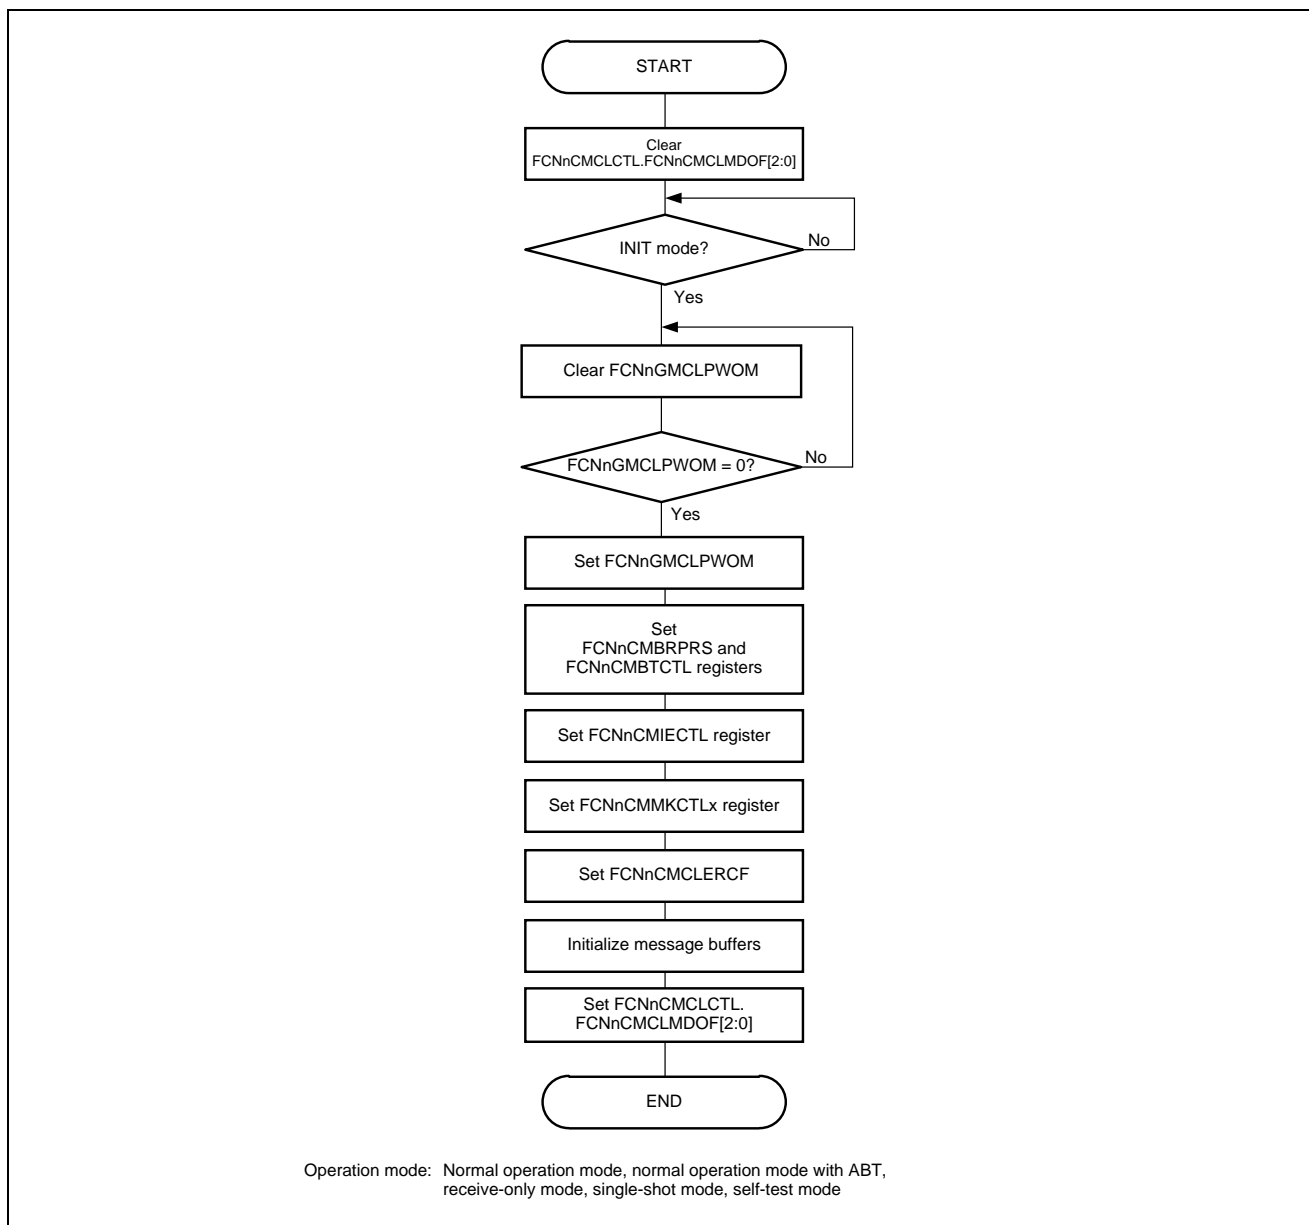 START
Clear
FCNnCMCLCTL.FCNnCMCLMDOF[2:0]
INIT mode?
No
Yes
Clear FCNnGMCLPWOM
FCNnGMCLPWOM = 0?
No
Yes
Set FCNnGMCLPWOM
Set
FCNnCMBRPRS and
FCNnCMBTCTL registers
Set FCNnCMIECTL register
Set FCNnCMMKCTLx register
Set FCNnCMCLERCF
Initialize message buffers
Set FCNnCMCLCTL.
FCNnCMCLMDOF[2:0]
END
Operation mode: Normal operation mode, normal operation mode with ABT,
receive-only mode, single-shot mode, self-test mode